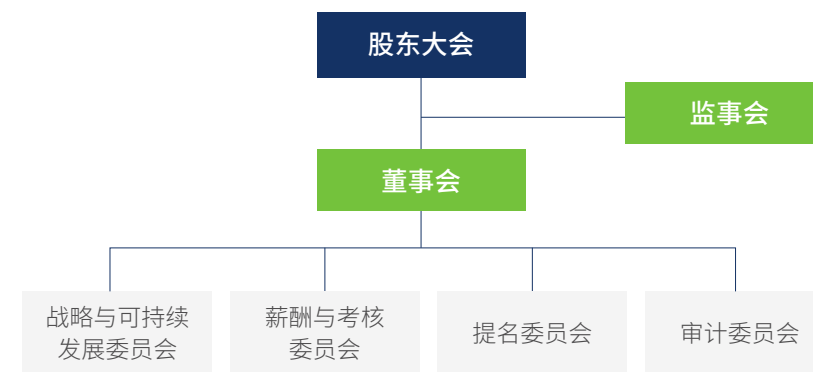 股东大会
监事会
董事会
战略与可持续
发展委员会
薪酬与考核
委员会
提名委员会
审计委员会